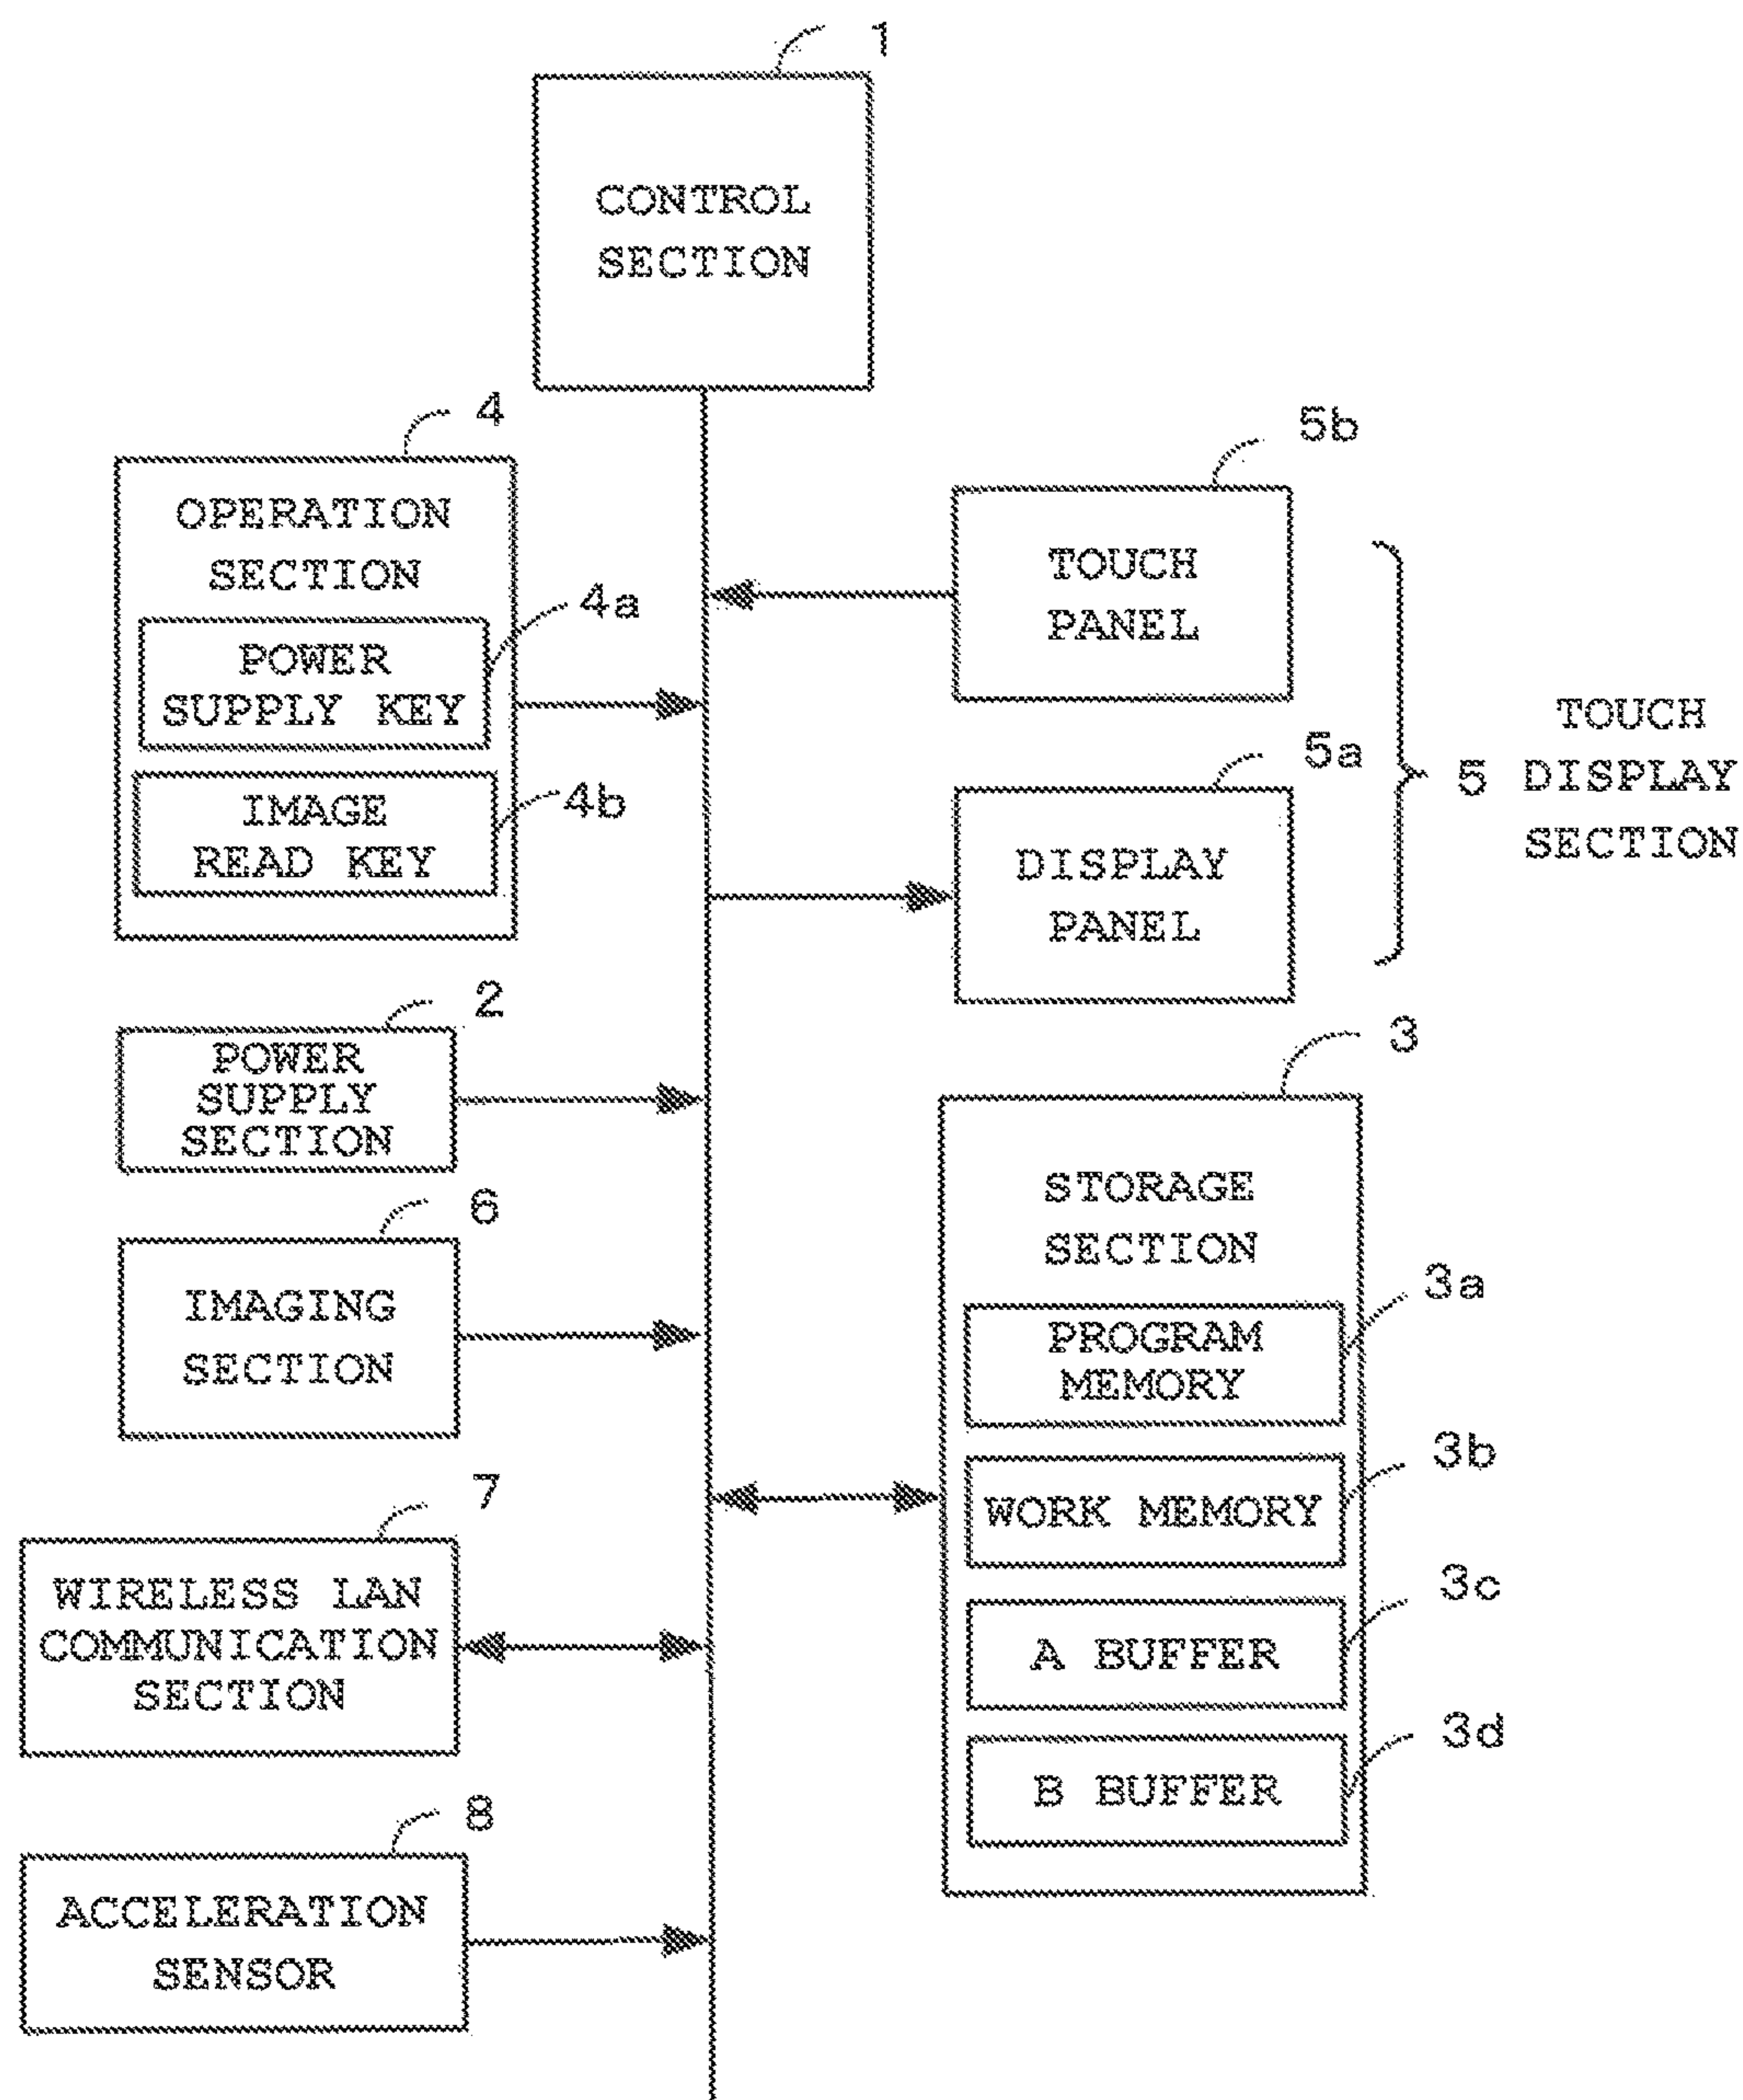 1
CONTROL
SECTION
4
OPERATION
SECTION
4a
POWER
SUPPLY KEY
4b
IMAGE
READ KEY
5b
TOUCH
PANEL
5a
DISPLAY
PANEL
5
TOUCH
DISPLAY
SECTION
2
POWER
SUPPLY
SECTION
6
IMAGING
SECTION
7
WIRELESS LAN
COMMUNICATION
SECTION
8
ACCELERATION
SENSOR
3
STORAGE
SECTION
3a
PROGRAM
MEMORY
3b
WORK MEMORY
3c
A BUFFER
3d
B BUFFER